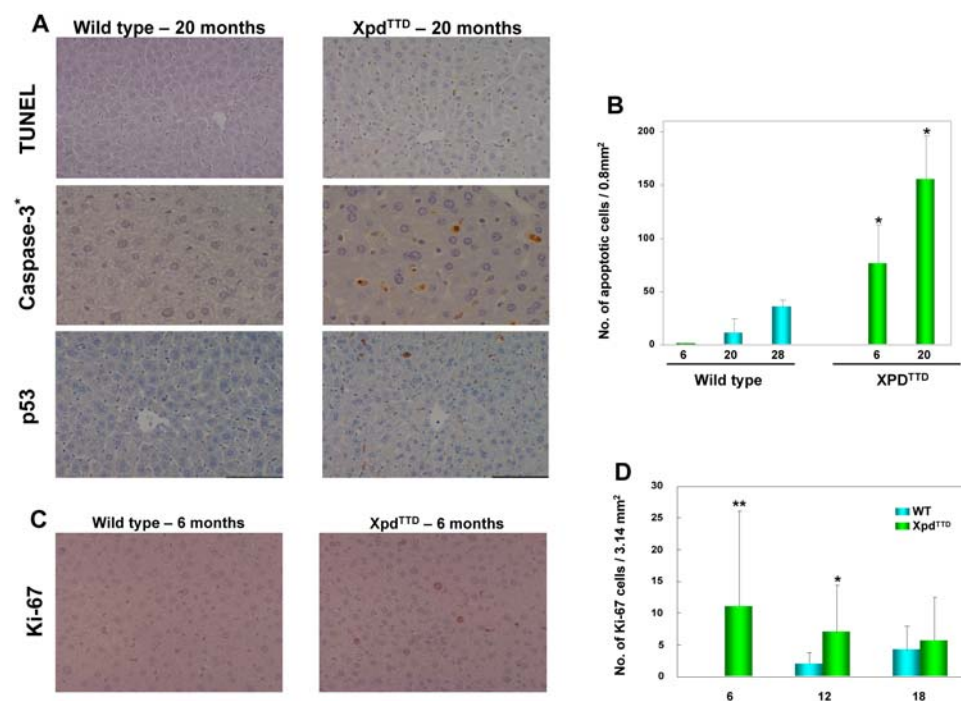 A
Wild type – 20 months
Xpd^TTD – 20 months
TUNEL
Caspase-3*
p53
B
No. of apoptotic cells / 0.8mm²
200
150
100
50
0
*
*
6 20 28 6 20
Wild type XPD^TTD
C
Wild type – 6 months
Xpd^TTD – 6 months
Ki-67
D
No. of Ki-67 cells / 3.14 mm²
30
25
20
15
10
5
0
**
*
WT
Xpd^TTD
6 12 18